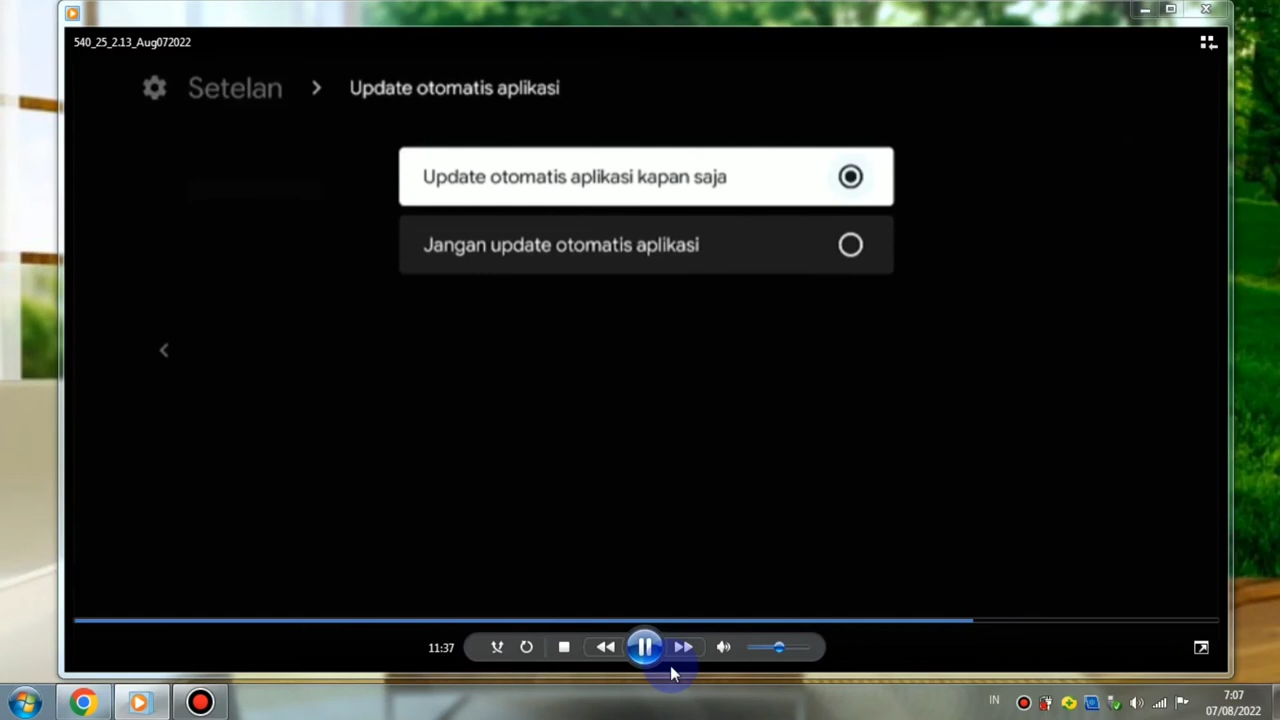 540_25_2.13_Aug072022
Setelan > Update otomatis aplikasi
Update otomatis aplikasi kapan saja
Jangan update otomatis aplikasi
11:37
IN
7:07
07/08/2022